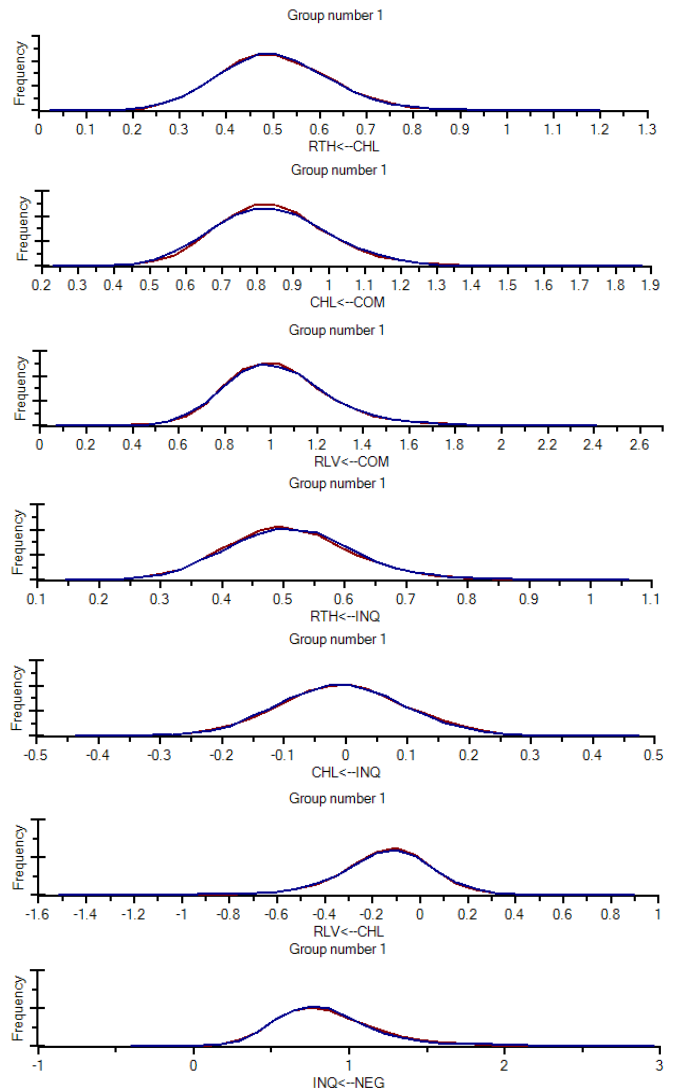 Group number 1
Frequency
0 0.1 0.2 0.3 0.4 0.5 0.6 0.7 0.8 0.9 1 1.1 1.2 1.3
RTH<--CHL
Group number 1
Frequency
0.2 0.3 0.4 0.5 0.6 0.7 0.8 0.9 1 1.1 1.2 1.3 1.4 1.5 1.6 1.7 1.8 1.9
CHL<--COM
Group number 1
Frequency
0 0.2 0.4 0.6 0.8 1 1.2 1.4 1.6 1.8 2 2.2 2.4 2.6
RLV<--COM
Group number 1
Frequency
0.1 0.2 0.3 0.4 0.5 0.6 0.7 0.8 0.9 1 1.1
RTH<--INQ
Group number 1
Frequency
-0.5 -0.4 -0.3 -0.2 -0.1 0 0.1 0.2 0.3 0.4 0.5
CHL<--INQ
Group number 1
Frequency
-1.6 -1.4 -1.2 -1 -0.8 -0.6 -0.4 -0.2 0 0.2 0.4 0.6 0.8 1
RLV<--CHL
Group number 1
Frequency
-1 0 1 2 3
INQ<--NEG